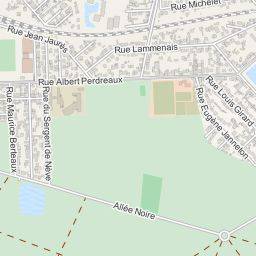 Rue Michelet
Rue Jean Jaurès
Rue Lammenais
Rue Albert Perdreaux
Rue Maurice Berteaux
Rue du Sergent de Nève
Rue Louis Girard
Rue Eugène Janneton
Allée Noire